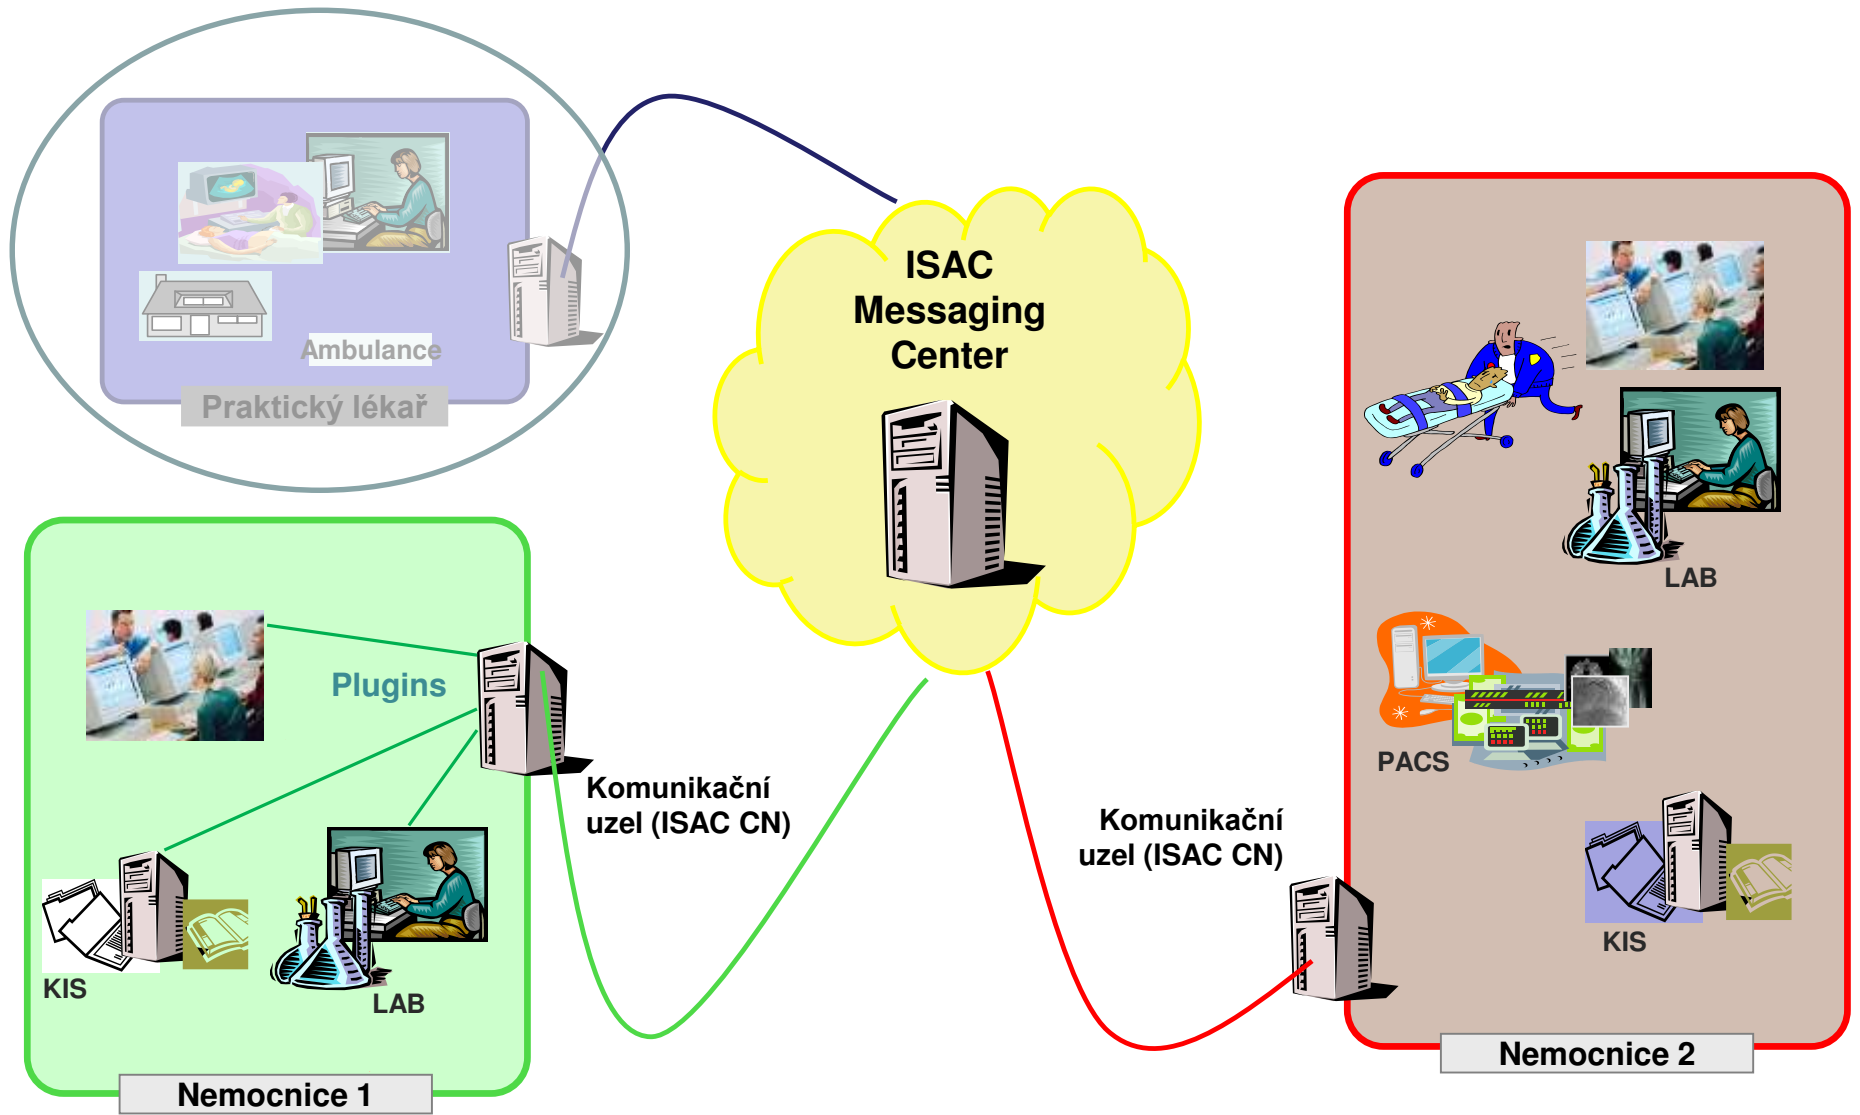 Ambulance
Praktický lékař
ISAC
Messaging
Center
LAB
PACS
KIS
Nemocnice 2
Plugins
Komunikační
uzel (ISAC CN)
Komunikační
uzel (ISAC CN)
KIS
LAB
Nemocnice 1